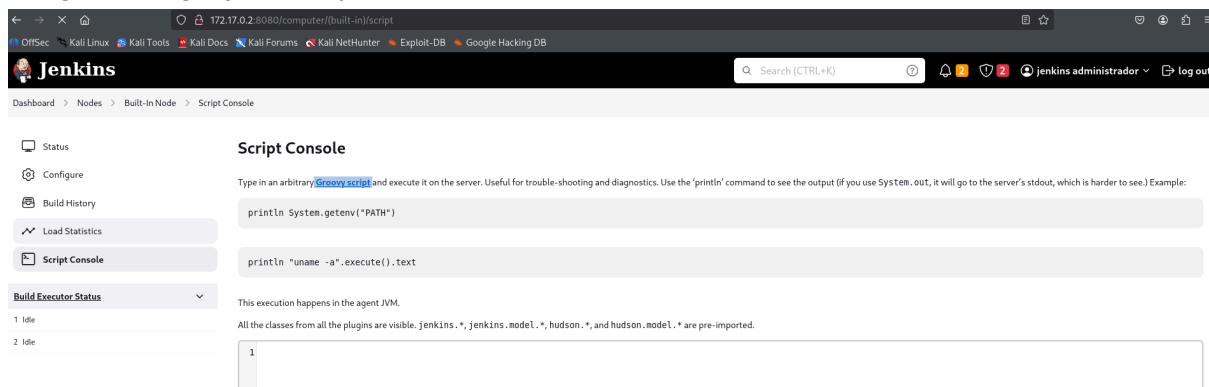 172.17.0.2:8080/computer/(built-in)/script
OffSec Kali Linux Kali Tools Kali Docs Kali Forums Kali NetHunter Exploit-DB Google Hacking DB
Jenkins Search (CTRL+K) 2 2 jenkins administrador log out
Dashboard > Nodes > Built-In Node > Script Console
Status
Configure
Build History
Load Statistics
Script Console
Build Executor Status
1 Idle
2 Idle
Script Console
Type in an arbitrary Groovy script and execute it on the server. Useful for trouble-shooting and diagnostics. Use the ‘println’ command to see the output (if you use System.out, it will go to the server’s stdout, which is harder to see.) Example:
println System.getenv("PATH")
println "uname -a".execute().text
This execution happens in the agent JVM.
All the classes from all the plugins are visible. jenkins.*, jenkins.model.*, hudson.*, and hudson.model.* are pre-imported.
1